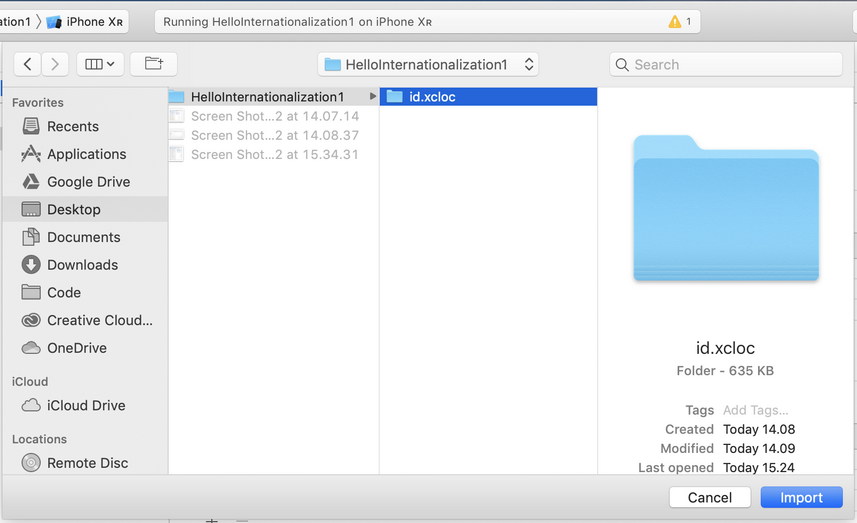 ation1 〉 iPhone Xʀ
Running HelloInternationalization1 on iPhone Xʀ
1
HelloInternationalization1
Search
Favorites
Recents
Applications
Google Drive
Desktop
Documents
Downloads
Code
Creative Cloud...
OneDrive
iCloud
iCloud Drive
Locations
Remote Disc
HelloInternationalization1
Screen Shot...2 at 14.07.14
Screen Shot...2 at 14.08.37
Screen Shot...2 at 15.34.31
id.xcloc
id.xcloc
Folder - 635 KB
Tags Add Tags...
Created Today 14.08
Modified Today 14.09
Last opened Today 15.24
Cancel
Import